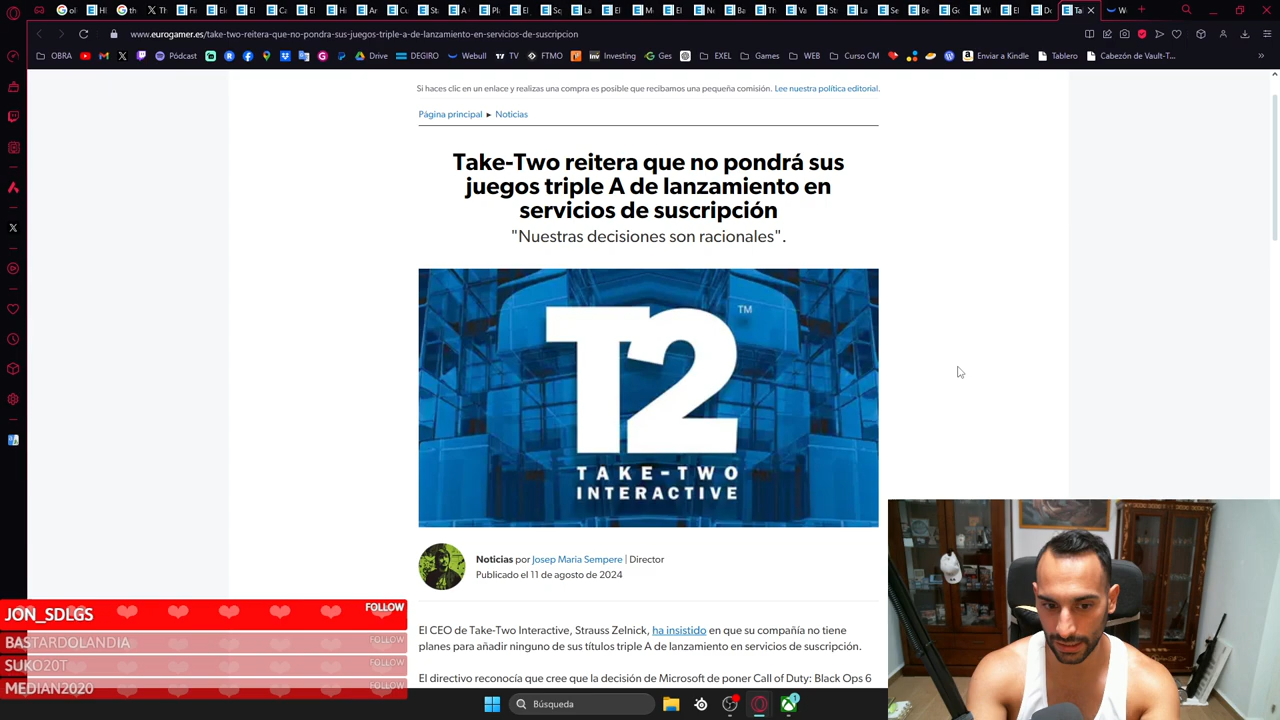 www.eurogamer.es/take-two-reitera-que-no-pondra-sus-juegos-triple-a-de-lanzamiento-en-servicios-de-suscripcion
OBRA
Pódcast
Drive
DEGIRO
Webull
TV
FTMO
Investing
Ges
EXEL
Games
WEB
Curso CM
Enviar a Kindle
Tablero
Cabezón de Vault-T...
Si haces clic en un enlace y realizas una compra es posible que recibamos una pequeña comisión. Lee nuestra política editorial.
Página principal ► Noticias
Take-Two reitera que no pondrá sus
juegos triple A de lanzamiento en
servicios de suscripción
"Nuestras decisiones son racionales".
T2 TM
TAKE-TWO
INTERACTIVE
Noticias por Josep Maria Sempere | Director
Publicado el 11 de agosto de 2024
El CEO de Take-Two Interactive, Strauss Zelnick, ha insistido en que su compañía no tiene
planes para añadir ninguno de sus títulos triple A de lanzamiento en servicios de suscripción.
El directivo reconocía que cree que la decisión de Microsoft de poner Call of Duty: Black Ops 6
JON_SDLGS FOLLOW
BASTARDOLANDIA FOLLOW
SUKO20T FOLLOW
MEDIAN2020 FOLLOW
Búsqueda
1